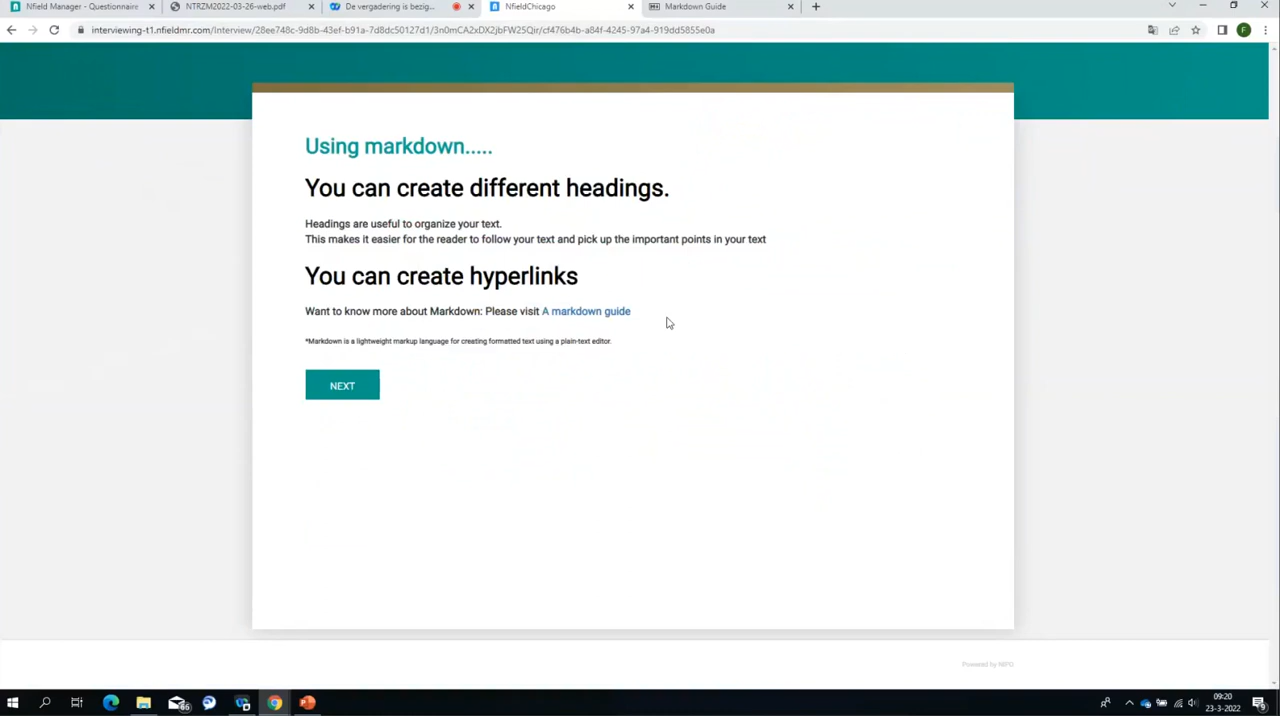 Nfield Manager - Questionnaire
NTRZM2022-03-26-web.pdf
De vergadering is bezig...
NfieldChicago
Markdown Guide
interviewing-t1.nfieldmr.com/Interview/28ee748c-9d8b-43ef-b91a-7d8dc50127d1/3n0mCA2xDX2jbFW25Qir/cf476b4b-a84f-4245-97a4-919dd5855e0a
F
Using markdown.....
You can create different headings.
Headings are useful to organize your text.
This makes it easier for the reader to follow your text and pick up the important points in your text
You can create hyperlinks
Want to know more about Markdown: Please visit A markdown guide
*Markdown is a lightweight markup language for creating formatted text using a plain-text editor.
NEXT
Powered by NIPO
66
09:20
23-3-2022